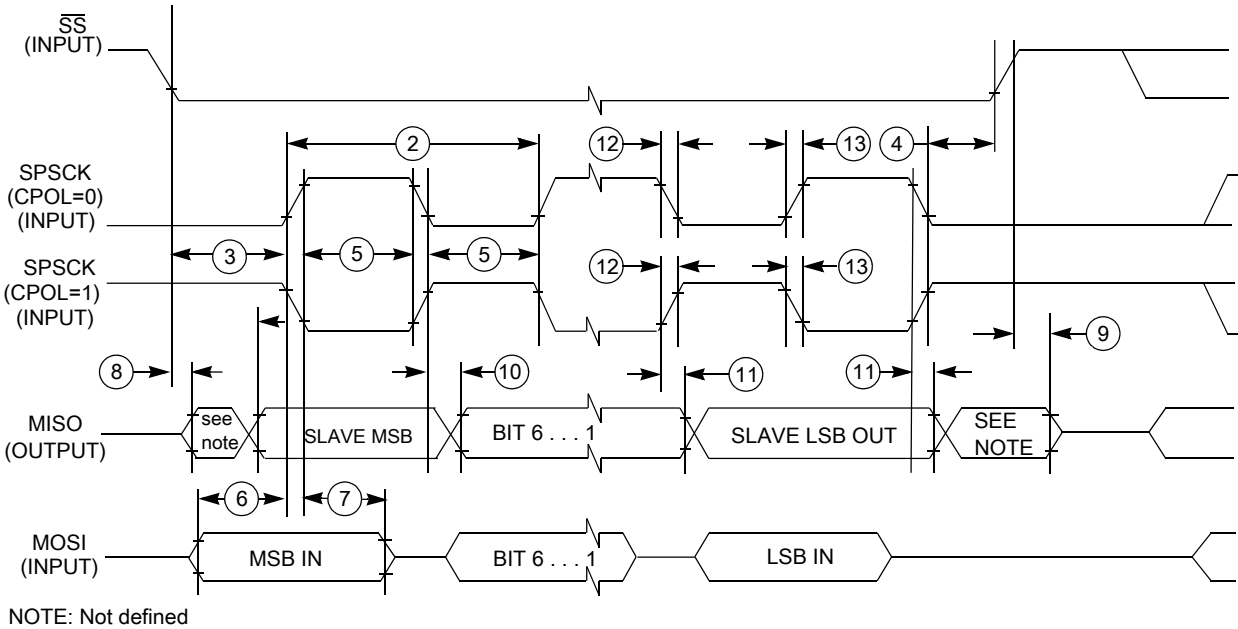 SS
(INPUT)
2
12
13
4
SPSCK
(CPOL=0)
(INPUT)
3
5
5
12
13
SPSCK
(CPOL=1)
(INPUT)
9
8
10
11
11
MISO
(OUTPUT)
see
note
SLAVE MSB
BIT 6 . . . 1
SLAVE LSB OUT
SEE
NOTE
6
7
MOSI
(INPUT)
MSB IN
BIT 6 . . . 1
LSB IN
NOTE: Not defined